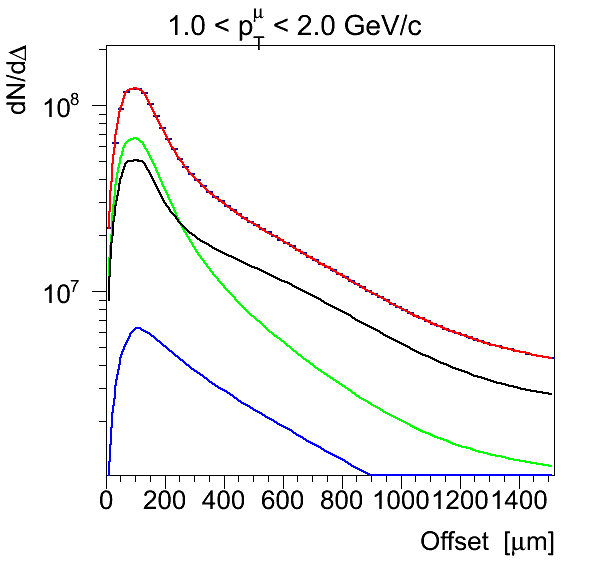 1.0 < p_T^μ < 2.0 GeV/c
dN/dΔ
10^8
10^7
0 200 400 600 800 1000 1200 1400
Offset [μm]